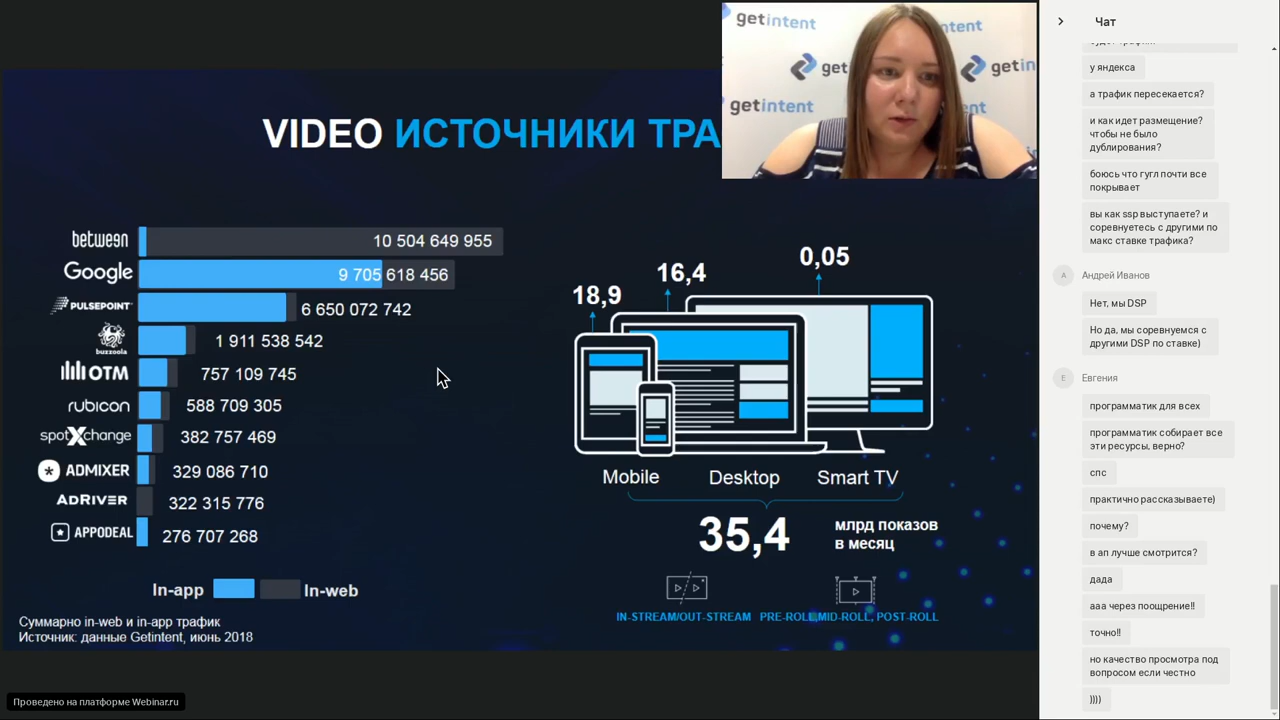 getintent
intent
get
getin
getintent
ntent
VIDEO ИСТОЧНИКИ ТРА
between
10 504 649 955
Google
9 705 618 456
PULSEPOINT
6 650 072 742
buzzoola
1 911 538 542
OTM
757 109 745
rubicon
588 709 305
spotXchange
382 757 469
ADMIXER
329 086 710
ADRIVER
322 315 776
APPODEAL
276 707 268
In-app
In-web
Суммарно in-web и in-app трафик
Источник: данные Getintent, июнь 2018
18,9
16,4
0,05
Mobile
Desktop
Smart TV
35,4
млрд показов
в месяц
IN-STREAM/OUT-STREAM
PRE-ROLL,MID-ROLL, POST-ROLL
Проведено на платформе Webinar.ru
Чат
у яндекса
а трафик пересекается?
и как идет размещение?
чтобы не было
дублирования?
боюсь что гугл почти все
покрывает
вы как ssp выступаете? и
соревнуетесь с другими по
макс ставке трафика?
А
Андрей Иванов
Нет, мы DSP
Но да, мы соревнуемся с
другими DSP по ставке)
Е
Евгения
программатик для всех
программатик собирает все
эти ресурсы, верно?
спс
практично рассказываете)
почему?
в ап лучше смотрится?
дада
ааа через поощрение!!
точно!!
но качество просмотра под
вопросом если честно
))))